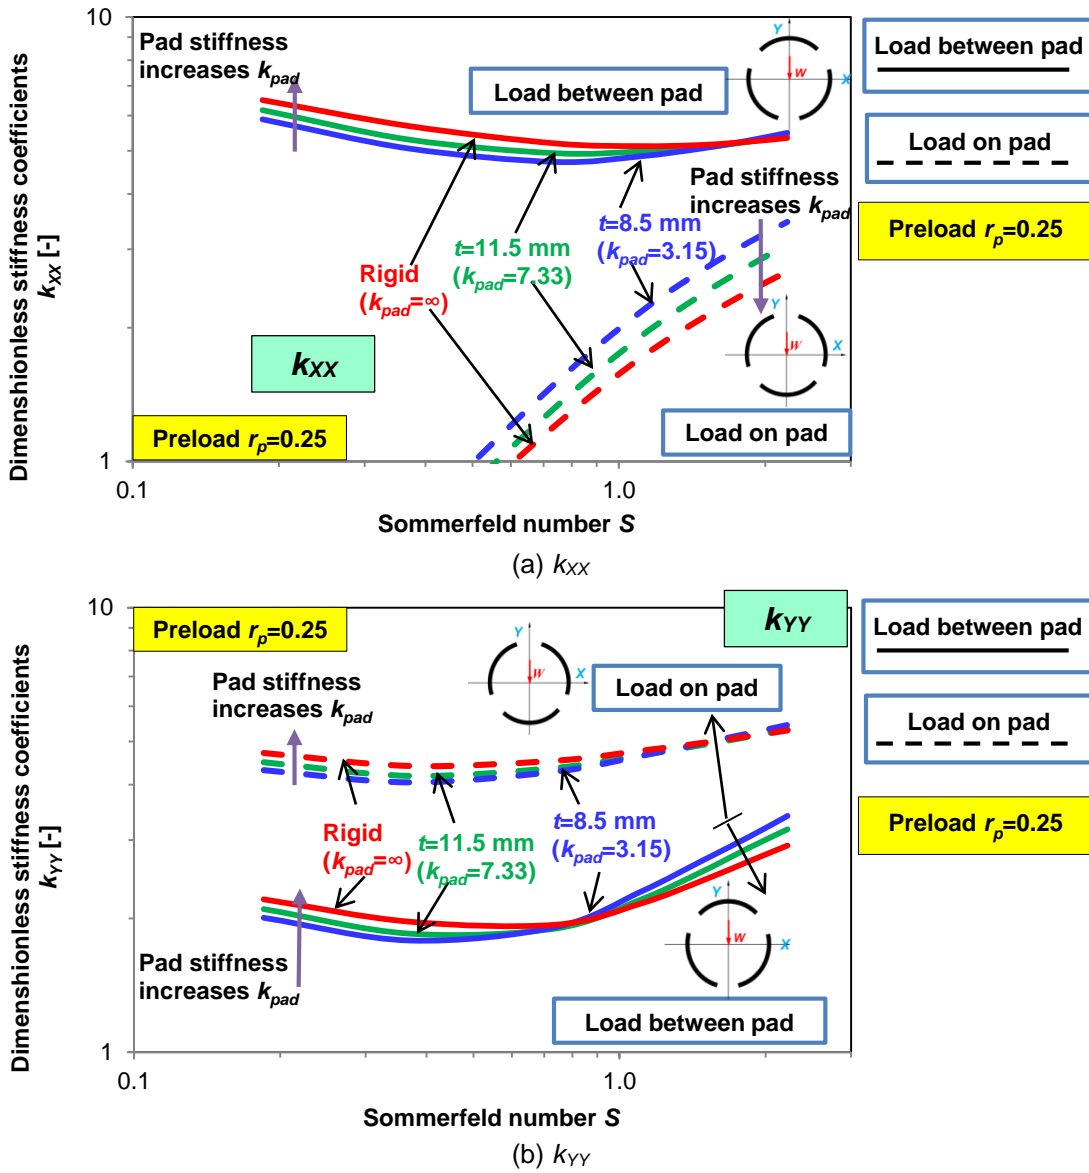 Dimenshionless stiffness coefficients
kXX [-]
10
1
Pad stiffness
increases kpad
Load between pad
Y
X
W
Load between pad
Load on pad
Preload rp=0.25
Pad stiffness
increases kpad
t=8.5 mm
(kpad=3.15)
t=11.5 mm
(kpad=7.33)
Rigid
(kpad=∞)
kXX
Y
X
W
Load on pad
Preload rp=0.25
0.1
1.0
Sommerfeld number S
(a) kXX
Dimenshionless stiffness coefficients
kYY [-]
10
1
Preload rp=0.25
kYY
Load between pad
Load on pad
Preload rp=0.25
Y
X
W
Load on pad
Pad stiffness
increases kpad
Rigid
(kpad=∞)
t=11.5 mm
(kpad=7.33)
t=8.5 mm
(kpad=3.15)
Y
X
W
Pad stiffness
increases kpad
Load between pad
0.1
1.0
Sommerfeld number S
(b) kYY